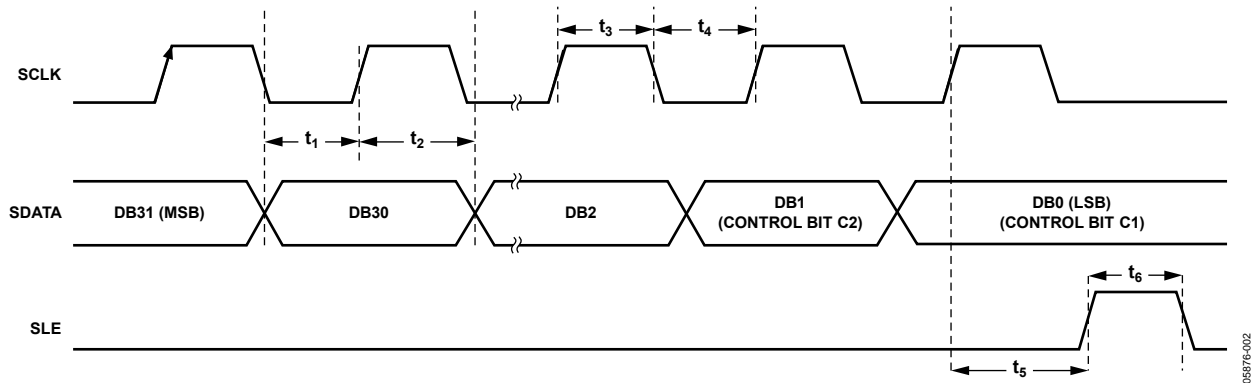 t3
t4
SCLK
t1
t2
SDATA
DB31 (MSB)
DB30
DB2
DB1
(CONTROL BIT C2)
DB0 (LSB)
(CONTROL BIT C1)
t6
SLE
t5
05876-002